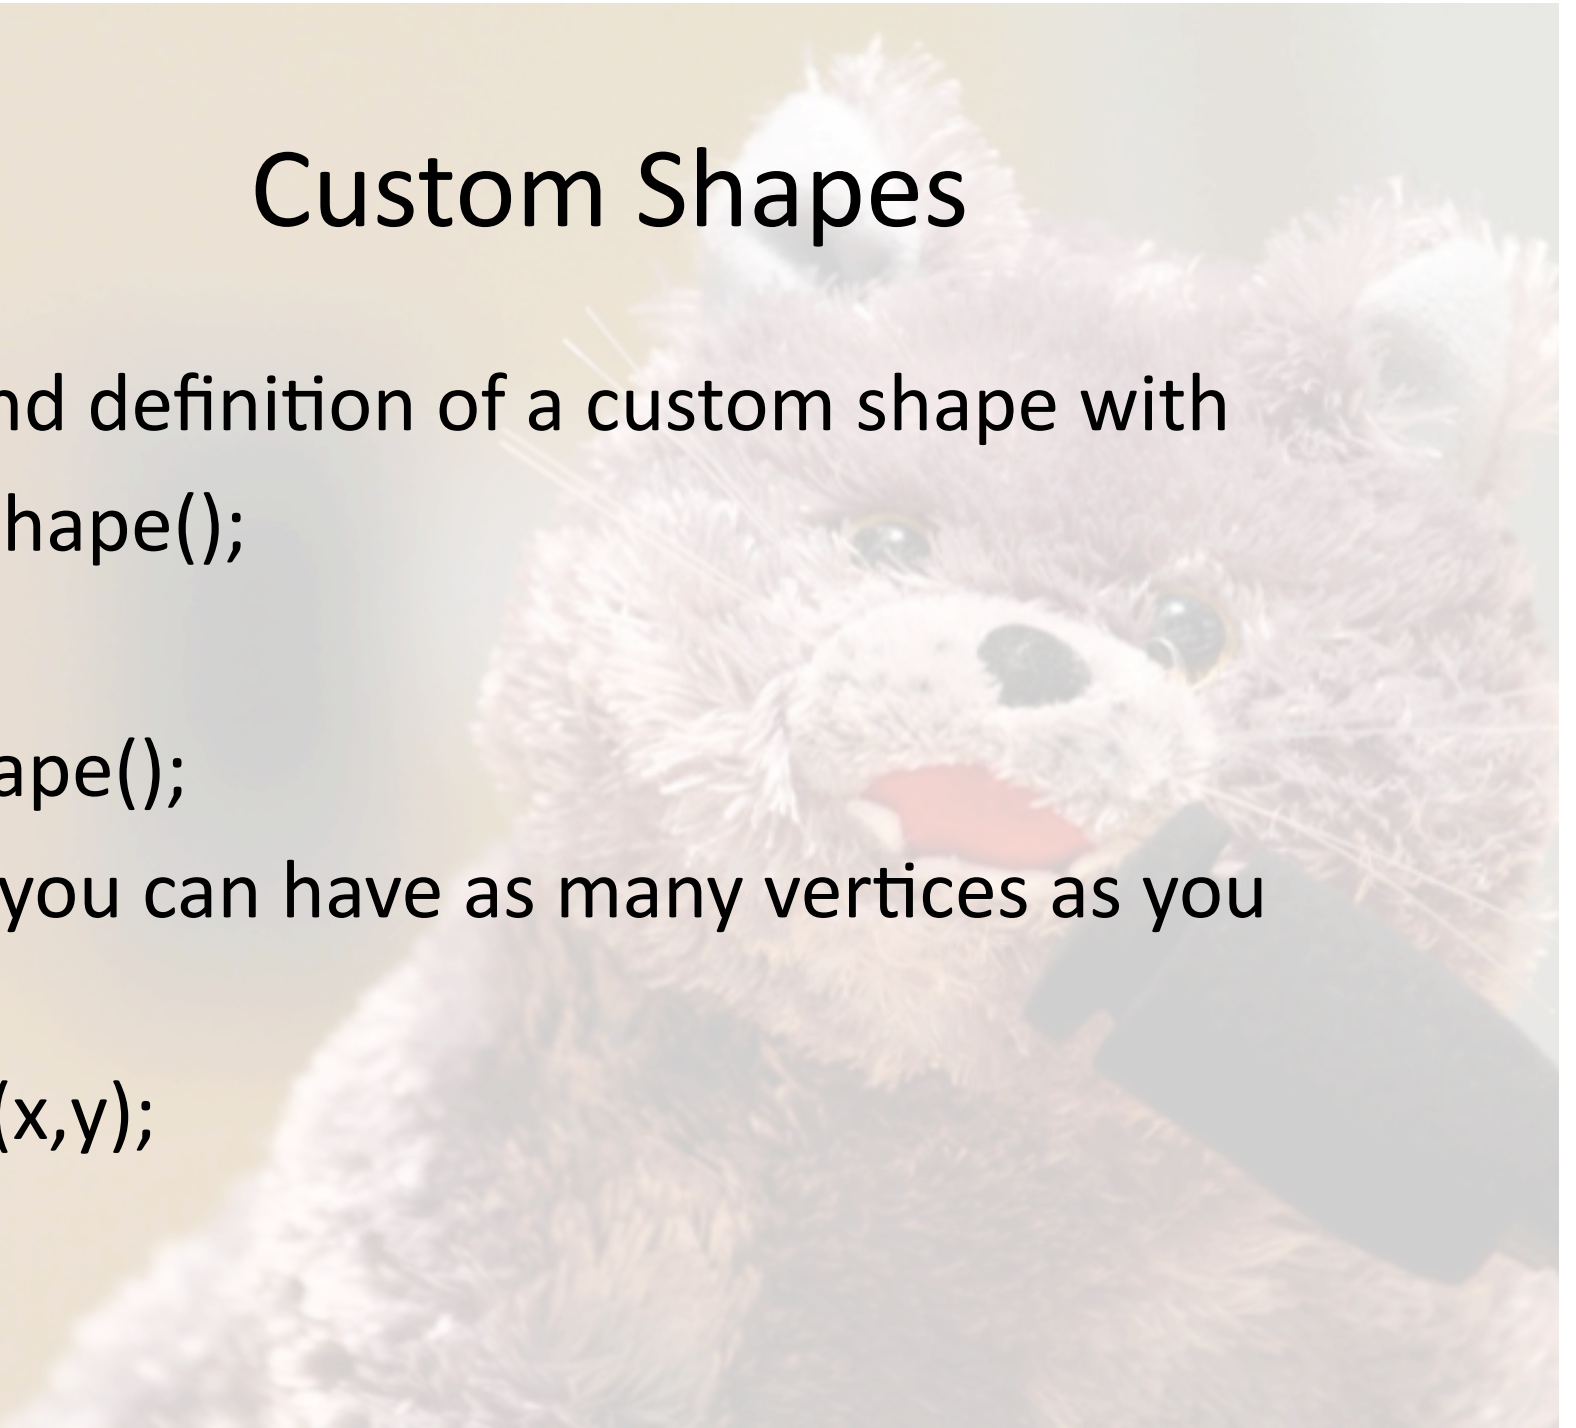 Custom Shapes
nd definition of a custom shape with
hape();
ape();
you can have as many vertices as you
(x,y);